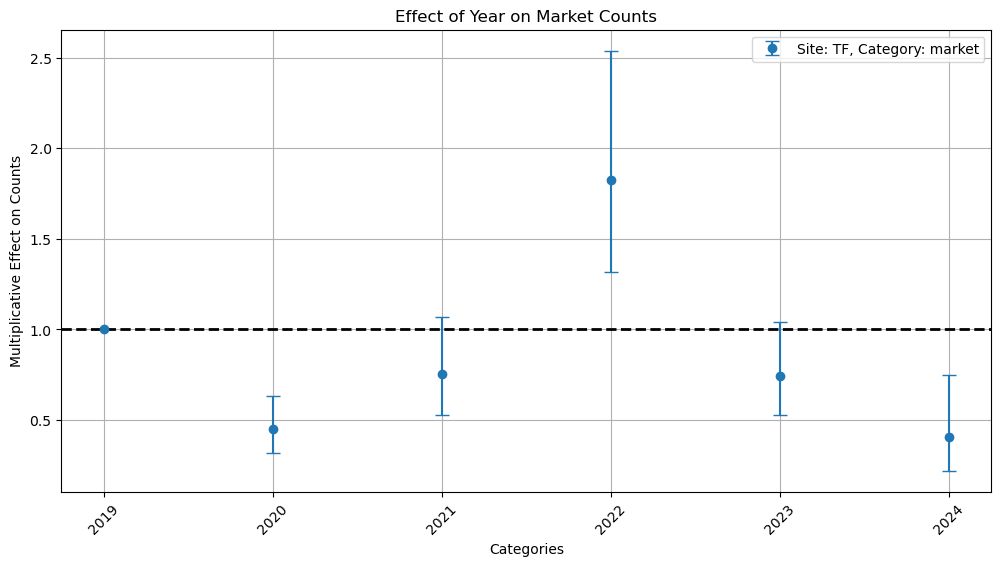 Effect of Year on Market Counts
Site: TF, Category: market
Multiplicative Effect on Counts
2.5
2.0
1.5
1.0
0.5
2019
2020
2021
2022
2023
2024
Categories